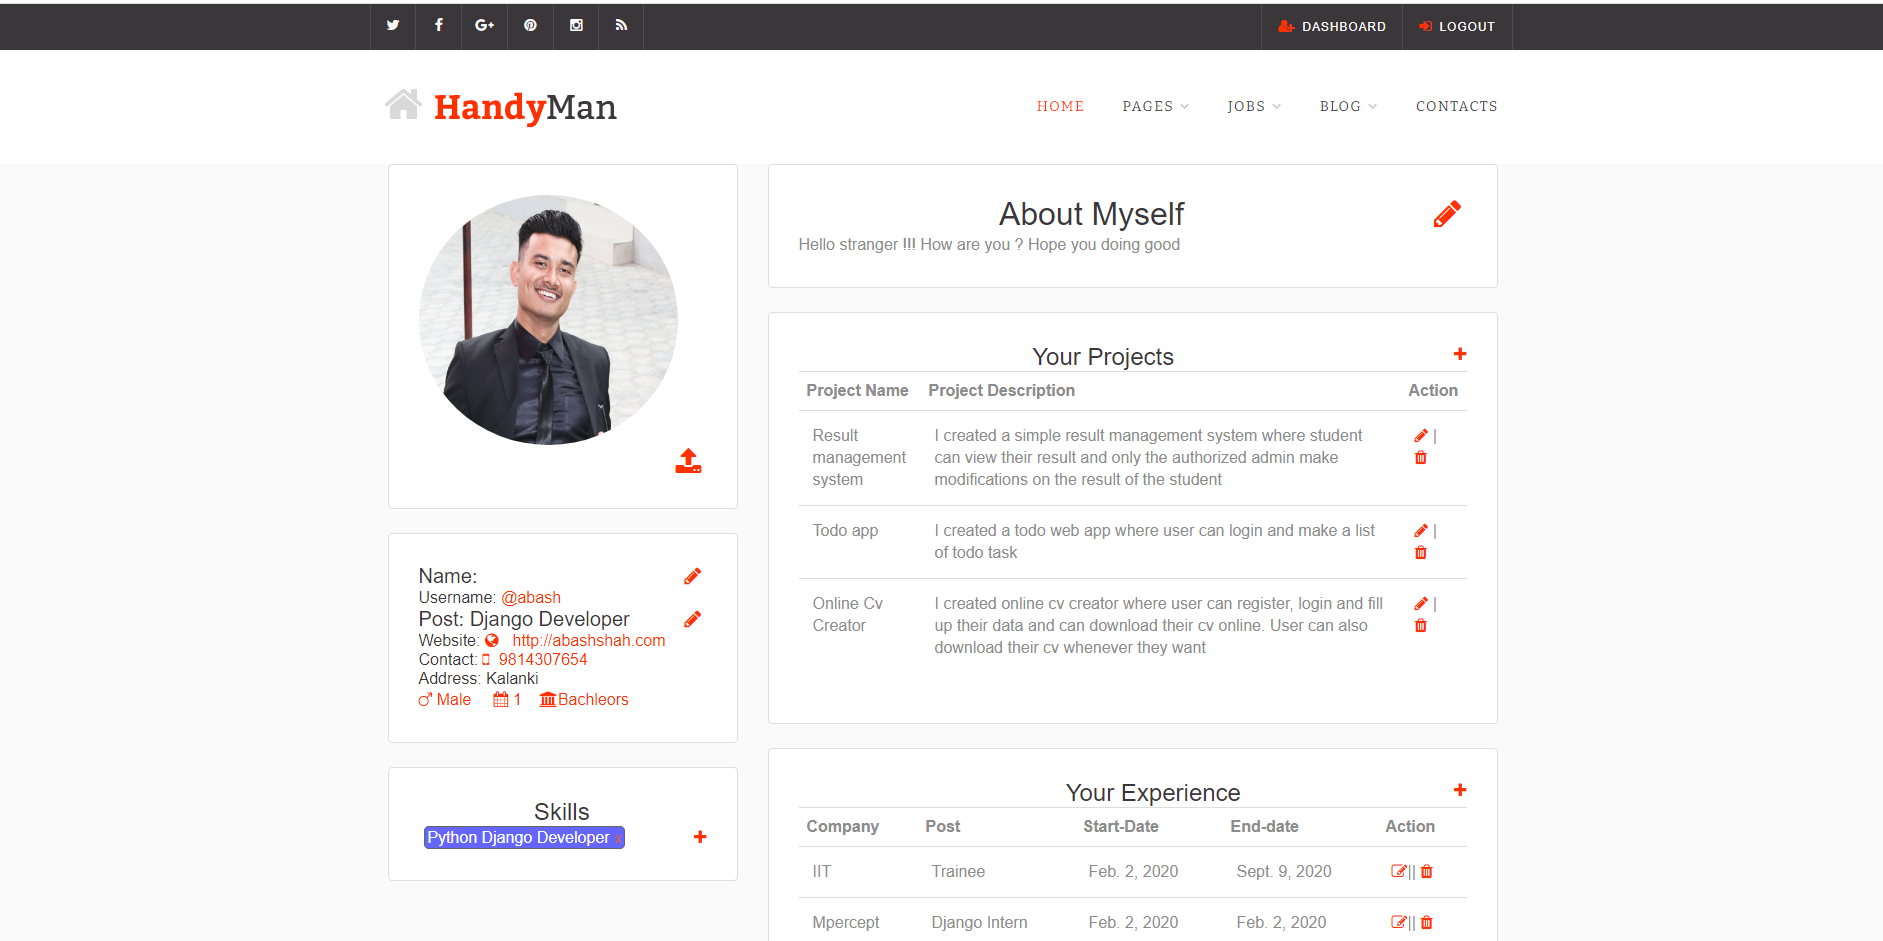 DASHBOARD
LOGOUT
HandyMan
HOME
PAGES
JOBS
BLOG
CONTACTS
About Myself
Hello stranger !!! How are you ? Hope you doing good
Name:
Username: @abash
Post: Django Developer
Website: http://abashshah.com
Contact: 9814307654
Address: Kalanki
Male 1 Bachleors
Skills
Python Django Developer x
Your Projects
Project Name Project Description Action
Result
management
system
I created a simple result management system where student
can view their result and only the authorized admin make
modifications on the result of the student
|
Todo app
I created a todo web app where user can login and make a list
of todo task
|
Online Cv
Creator
I created online cv creator where user can register, login and fill
up their data and can download their cv online. User can also
download their cv whenever they want
|
Your Experience
Company Post Start-Date End-date Action
IIT Trainee Feb. 2, 2020 Sept. 9, 2020 ||
Mpercept Django Intern Feb. 2, 2020 Feb. 2, 2020 ||